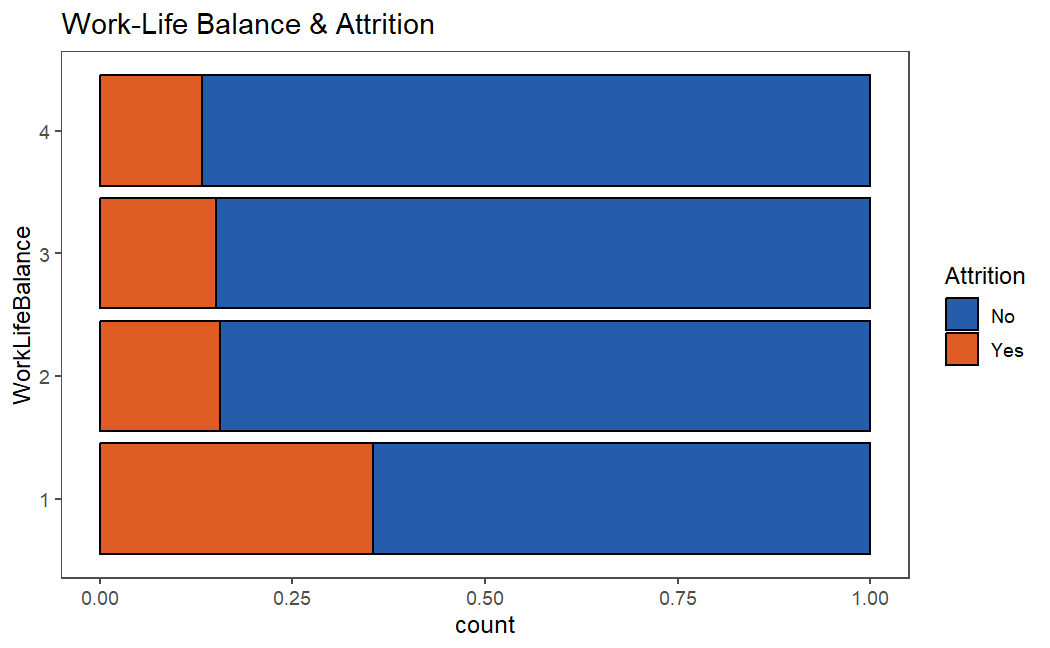 Work-Life Balance & Attrition
WorkLifeBalance
4
3
2
1
0.00 0.25 0.50 0.75 1.00
count
Attrition
No
Yes